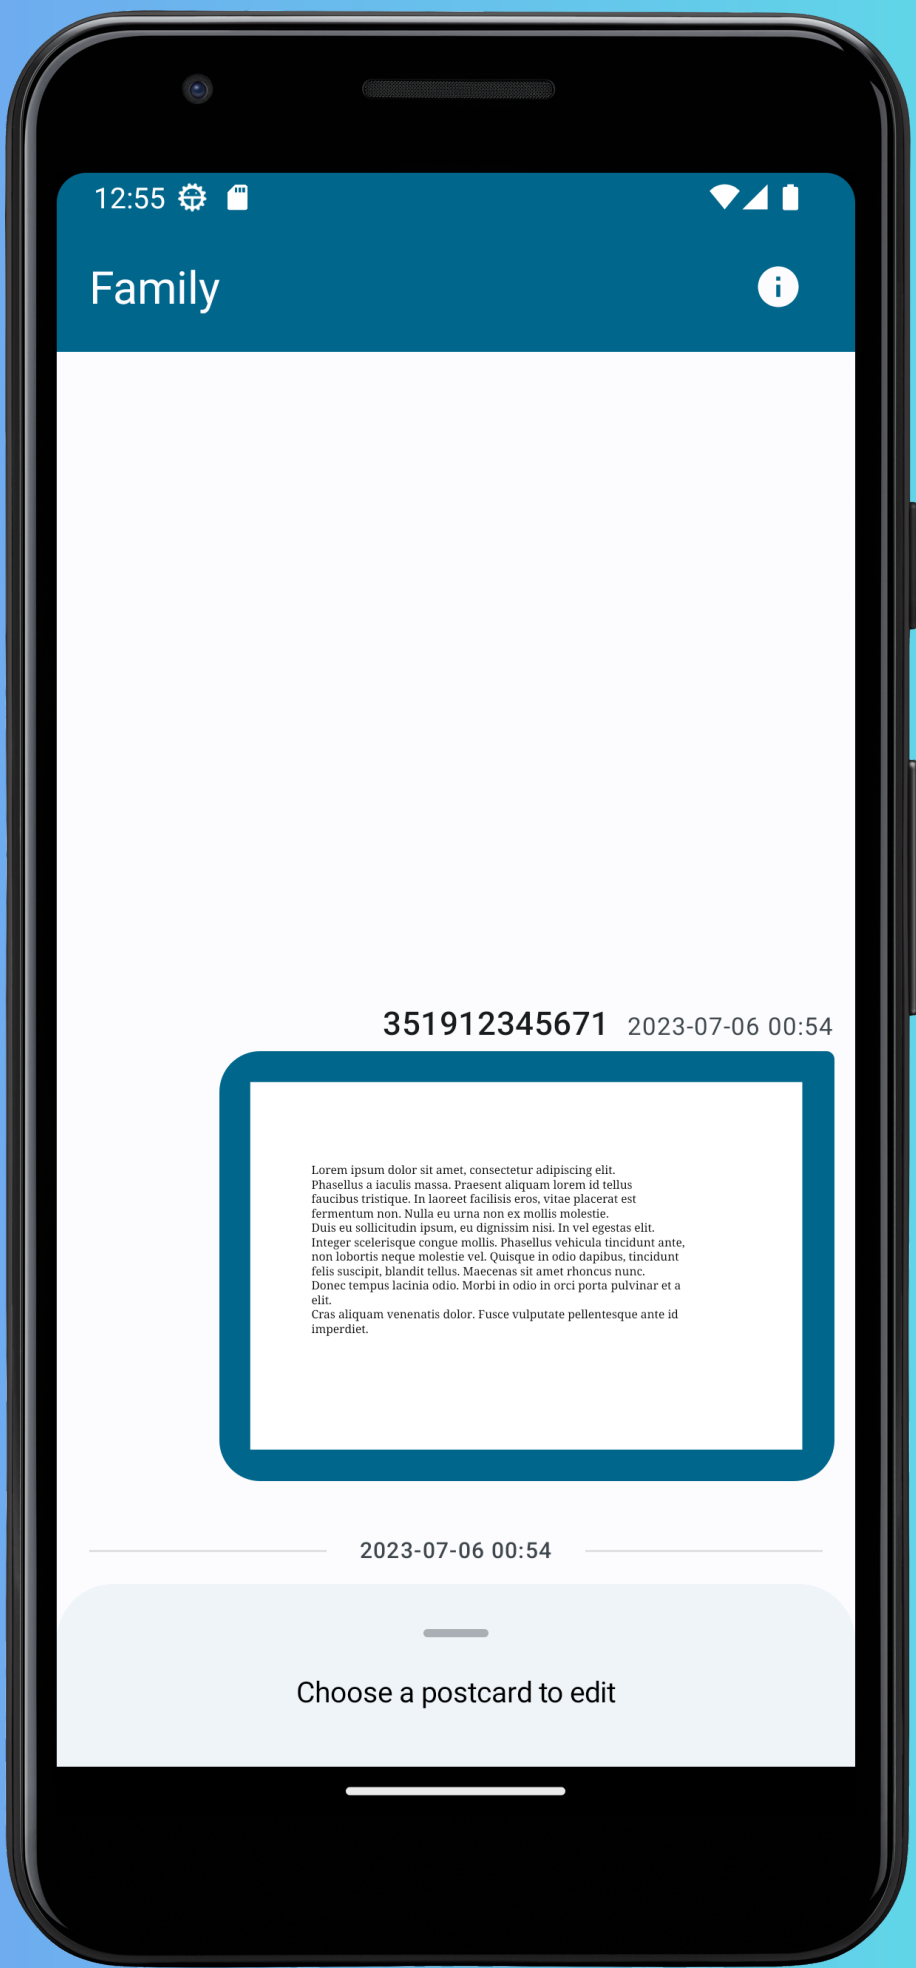 12:55
Family
351912345671 2023-07-06 00:54
Lorem ipsum dolor sit amet, consectetur adipiscing elit.
Phasellus a iaculis massa. Praesent aliquam lorem id tellus
faucibus tristique. In laoreet facilisis eros, vitae placerat est
fermentum non. Nulla eu urna non ex mollis molestie.
Duis eu sollicitudin ipsum, eu dignissim nisi. In vel egestas elit.
Integer scelerisque congue mollis. Phasellus vehicula tincidunt ante,
non lobortis neque molestie vel. Quisque in odio dapibus, tincidunt
felis suscipit, blandit tellus. Maecenas sit amet rhoncus nunc.
Donec tempus lacinia odio. Morbi in odio in orci porta pulvinar et a
elit.
Cras aliquam venenatis dolor. Fusce vulputate pellentesque ante id
imperdiet.
2023-07-06 00:54
Choose a postcard to edit